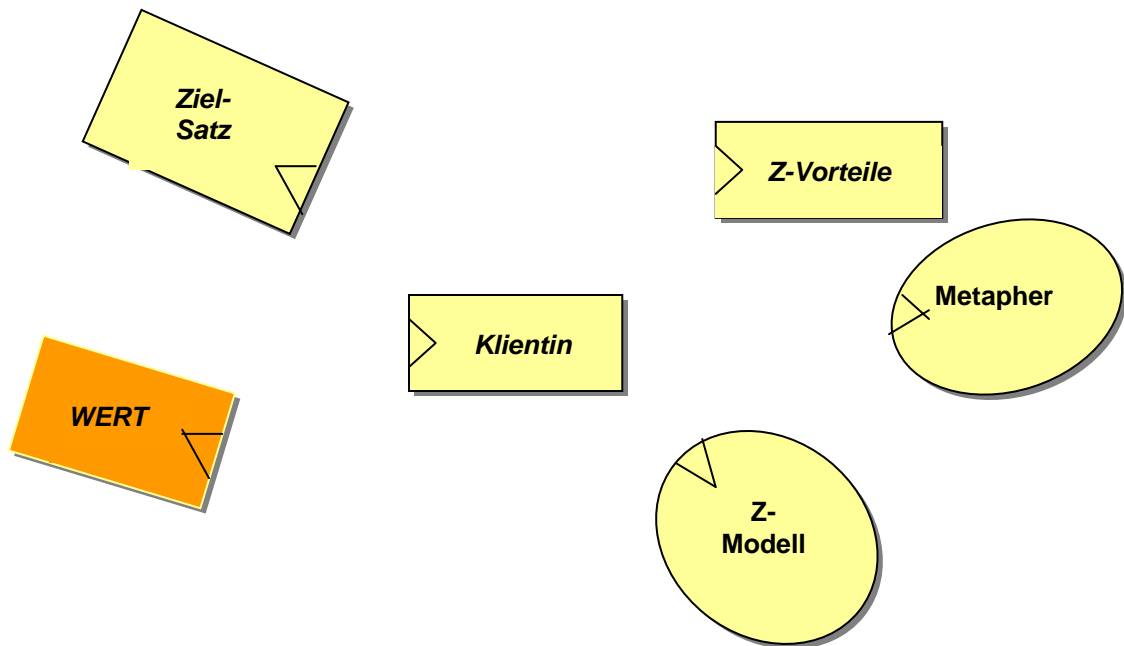 Ziel-
Satz
Z-Vorteile
Metapher
Klientin
WERT
Z-
Modell